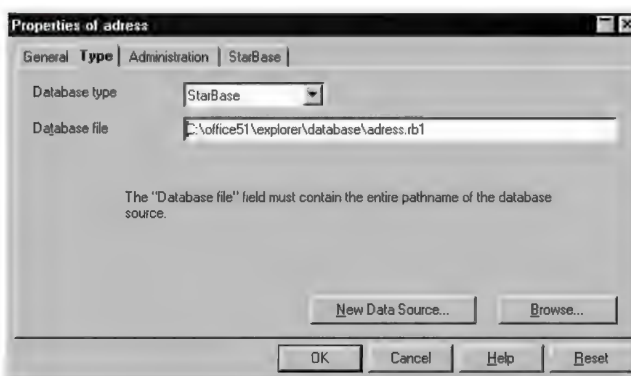 Properties of adress
General Type Administration StarBase
Database type StarBase
Database file C:\office51\explorer\database\adress.rb1
The "Database file" field must contain the entire pathname of the database
source.
New Data Source... Browse...
OK Cancel Help Reset